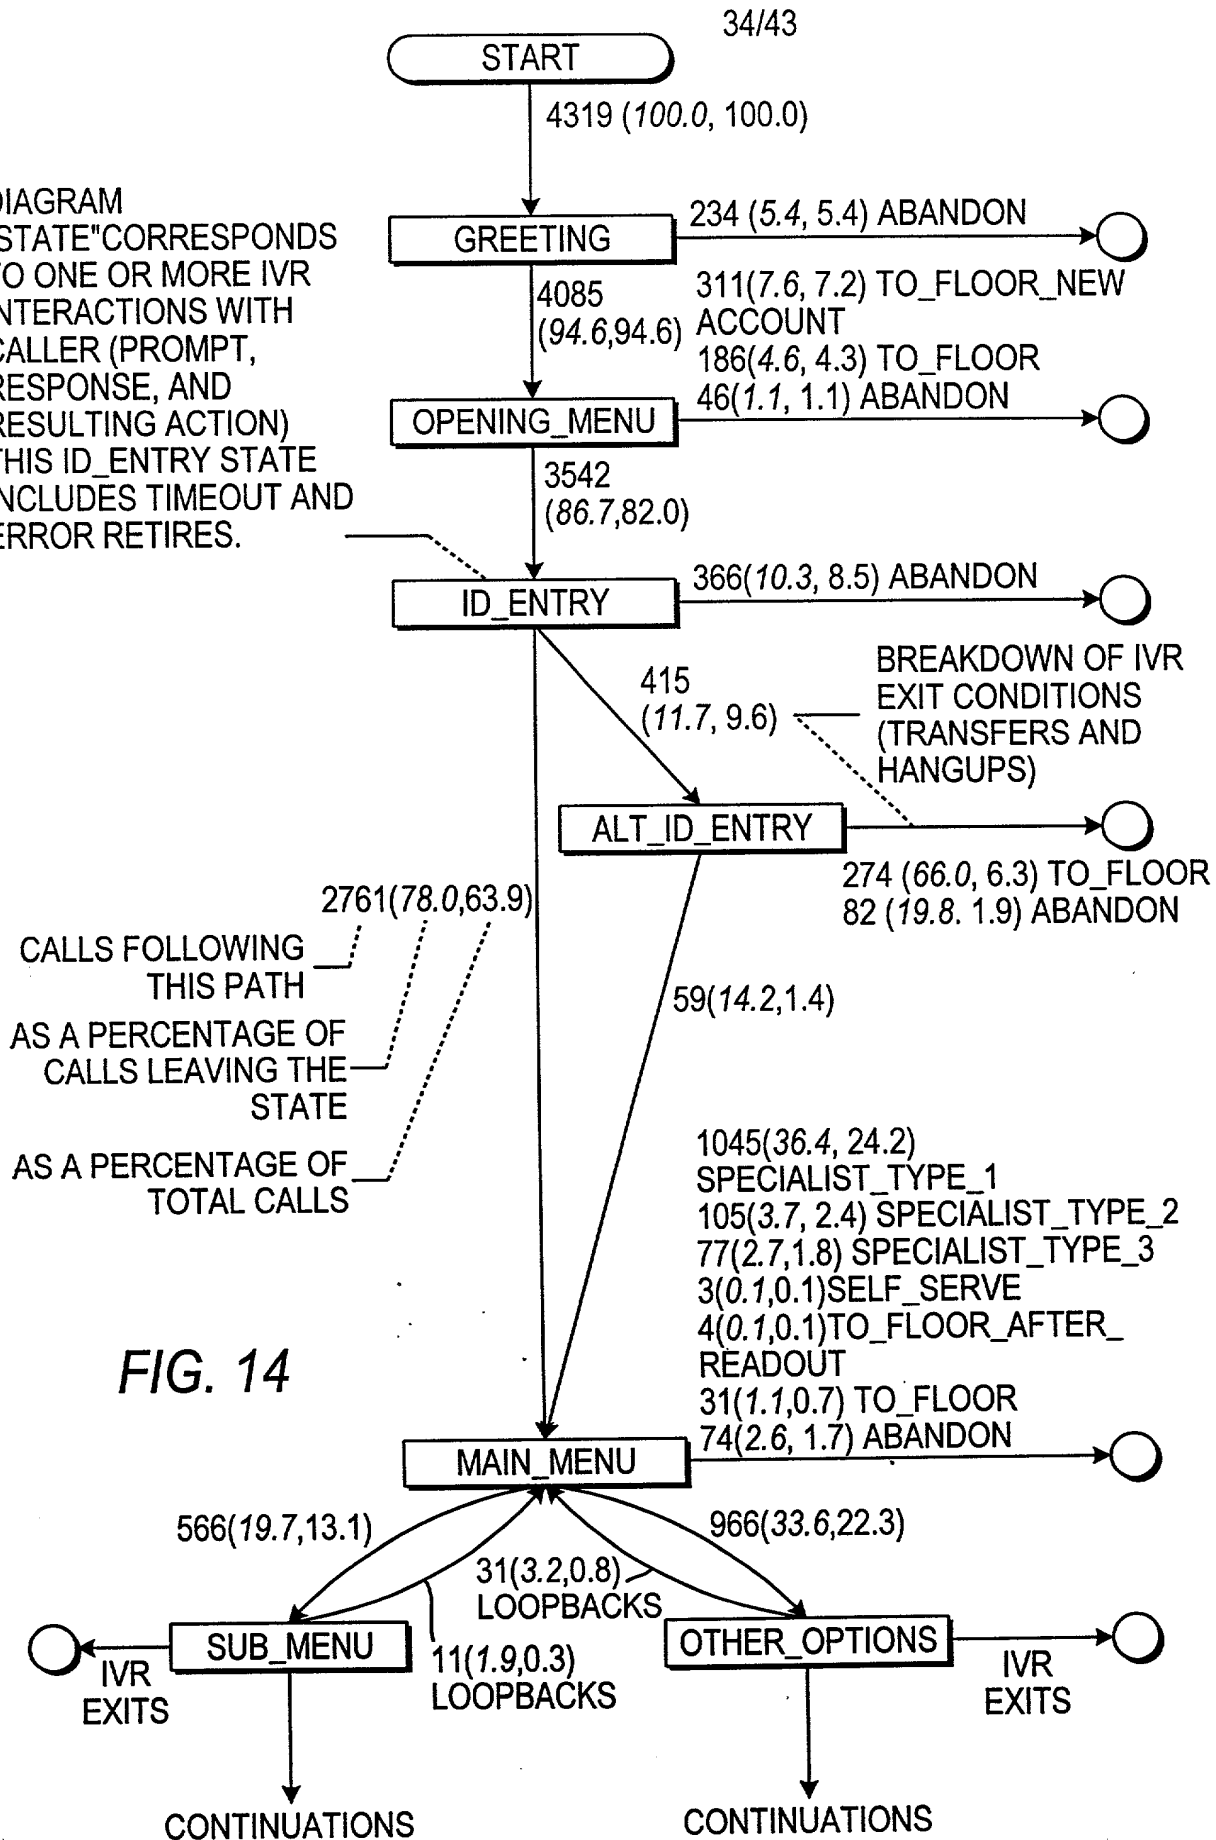 34/43
START
4319 (100.0, 100.0)
DIAGRAM
STATE"CORRESPONDS
TO ONE OR MORE IVR
INTERACTIONS WITH
CALLER (PROMPT,
RESPONSE, AND
RESULTING ACTION)
THIS ID_ENTRY STATE
INCLUDES TIMEOUT AND
ERROR RETIRES.
GREETING
234 (5.4, 5.4) ABANDON
4085
(94.6,94.6)
311(7.6, 7.2) TO_FLOOR_NEW
ACCOUNT
186(4.6, 4.3) TO_FLOOR
46(1.1, 1.1) ABANDON
OPENING_MENU
3542
(86.7,82.0)
ID_ENTRY
366(10.3, 8.5) ABANDON
415
(11.7, 9.6)
BREAKDOWN OF IVR
EXIT CONDITIONS
(TRANSFERS AND
HANGUPS)
ALT_ID_ENTRY
274 (66.0, 6.3) TO_FLOOR
82 (19.8. 1.9) ABANDON
2761(78.0,63.9)
CALLS FOLLOWING
THIS PATH
AS A PERCENTAGE OF
CALLS LEAVING THE
STATE
AS A PERCENTAGE OF
TOTAL CALLS
59(14.2,1.4)
1045(36.4, 24.2)
SPECIALIST_TYPE_1
105(3.7, 2.4) SPECIALIST_TYPE_2
77(2.7,1.8) SPECIALIST_TYPE_3
3(0.1,0.1)SELF_SERVE
4(0.1,0.1)TO_FLOOR_AFTER_
READOUT
31(1.1,0.7) TO_FLOOR
74(2.6, 1.7) ABANDON
FIG. 14
MAIN_MENU
566(19.7,13.1)
966(33.6,22.3)
31(3.2,0.8)
LOOPBACKS
SUB_MENU
OTHER_OPTIONS
11(1.9,0.3)
LOOPBACKS
IVR
EXITS
IVR
EXITS
CONTINUATIONS
CONTINUATIONS